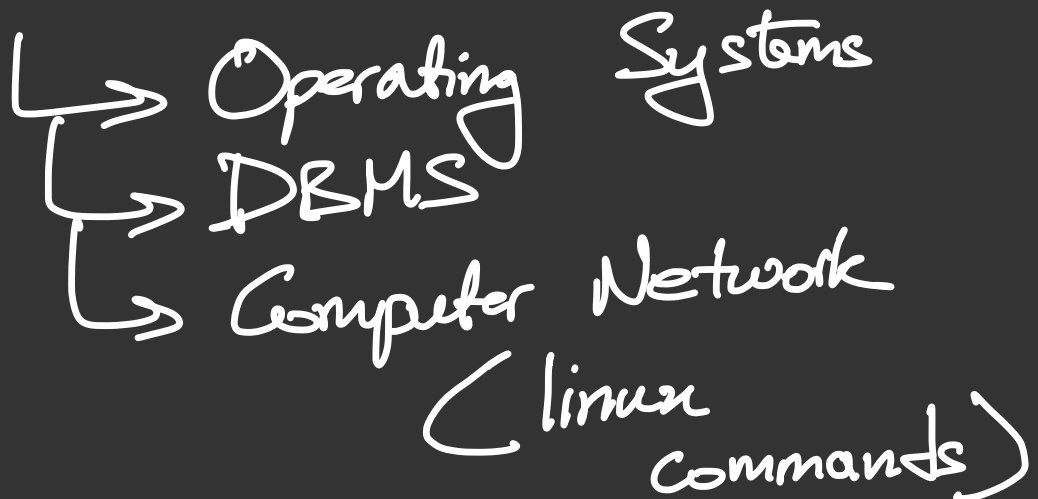 Operating Systems
DBMS
Computer Network
(linux
commands)